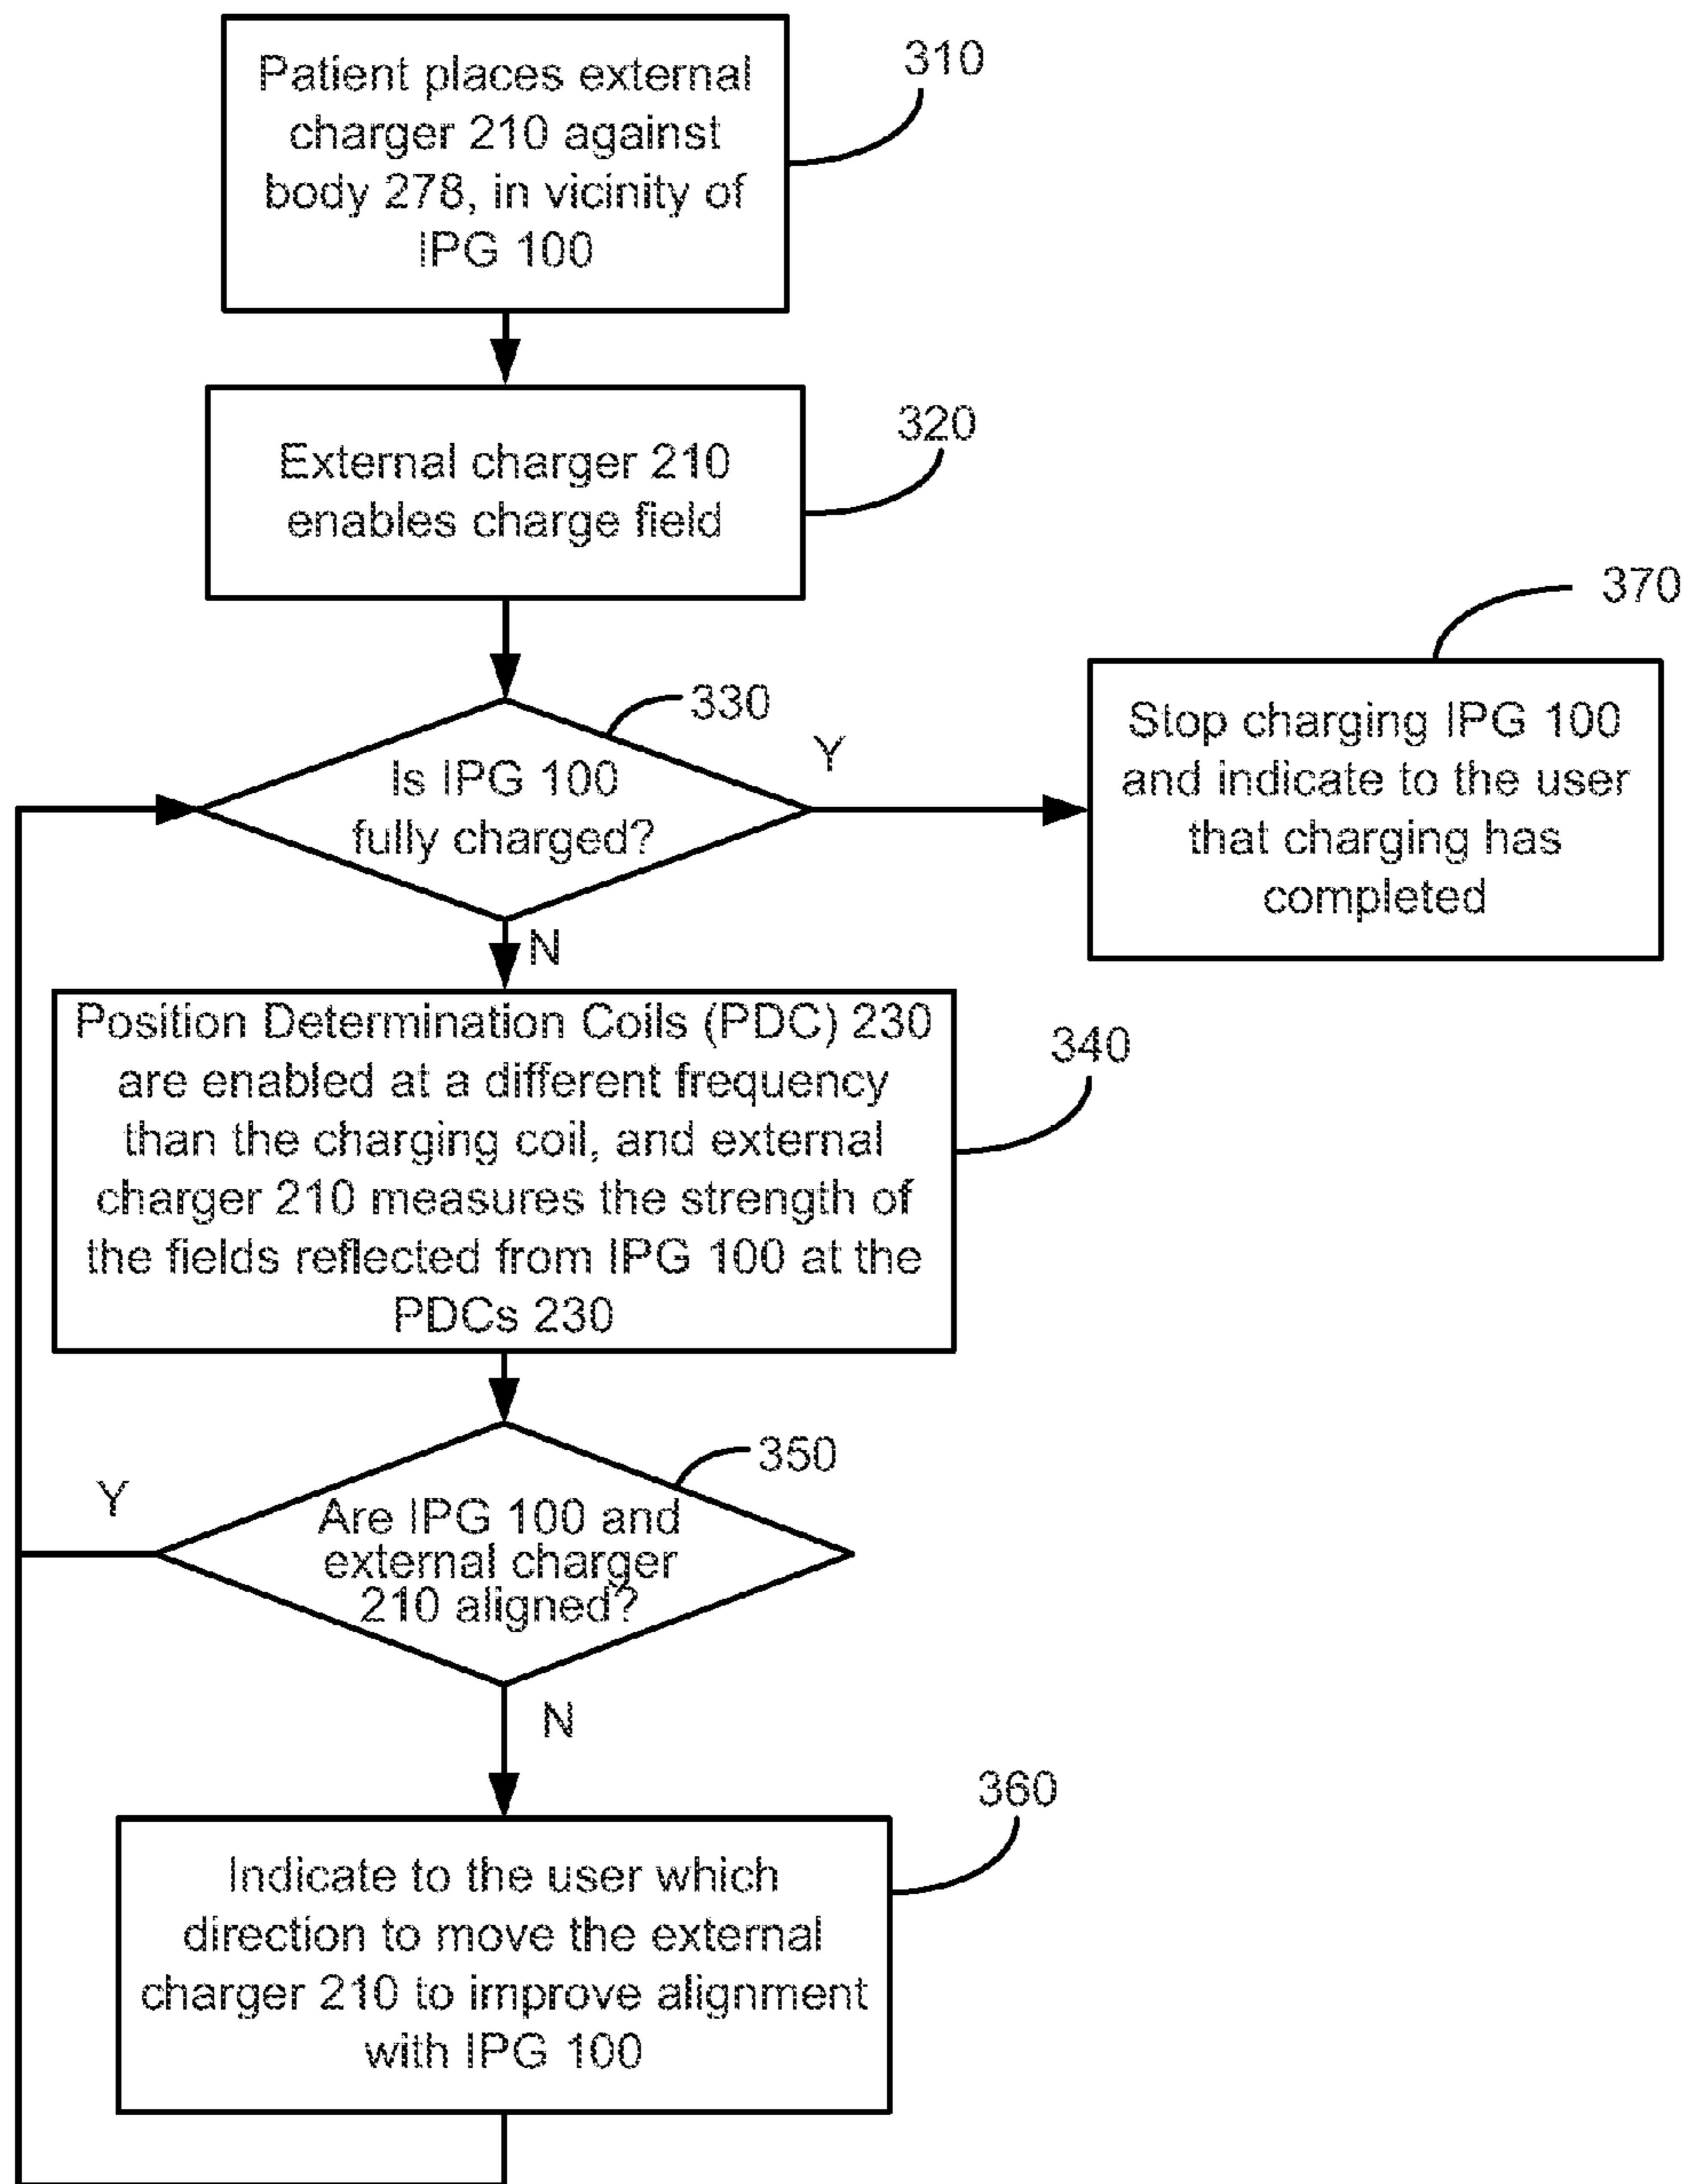 Patient places external
charger 210 against
body 278, in vicinity of
IPG 100
310
External charger 210
enables charge field
320
Is IPG 100
fully charged?
330
Y
N
Stop charging IPG 100
and indicate to the user
that charging has
completed
370
Position Determination Coils (PDC) 230
are enabled at a different frequency
than the charging coil, and external
charger 210 measures the strength of
the fields reflected from IPG 100 at the
PDCs 230
340
Are IPG 100 and
external charger
210 aligned?
350
Y
N
Indicate to the user which
direction to move the external
charger 210 to improve alignment
with IPG 100
360